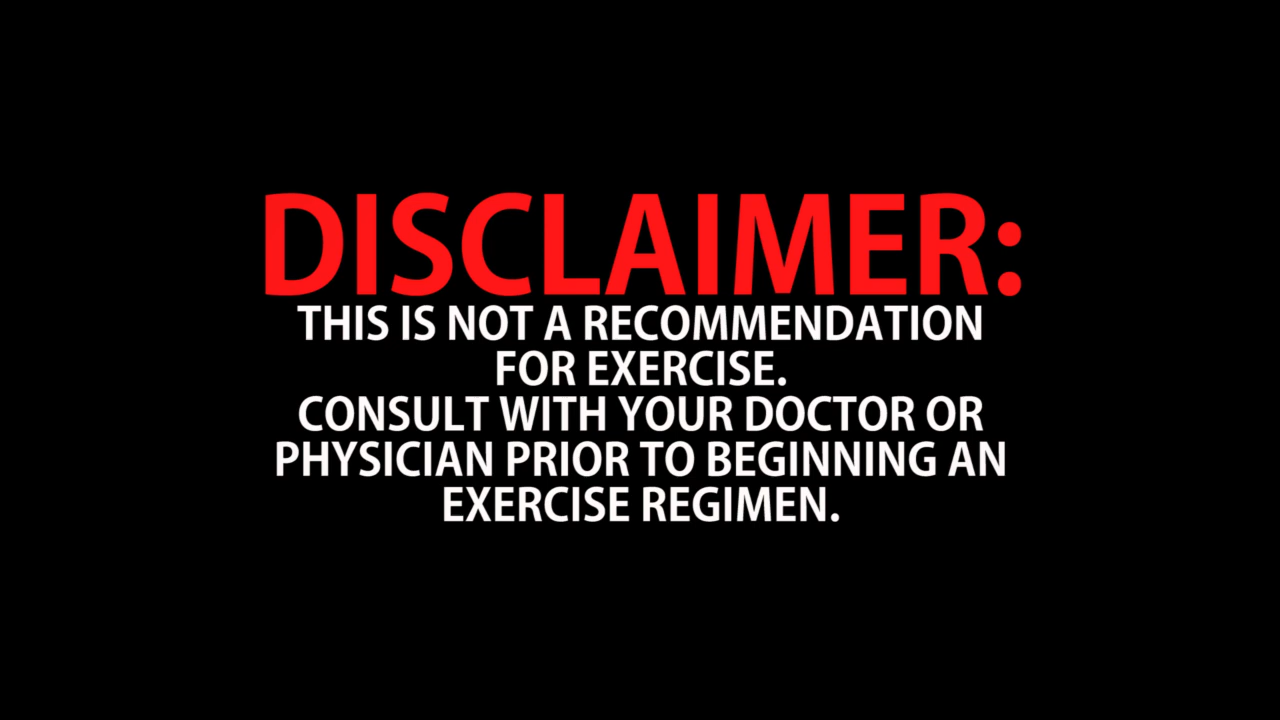 DISCLAIMER:
THIS IS NOT A RECOMMENDATION
FOR EXERCISE.
CONSULT WITH YOUR DOCTOR OR
PHYSICIAN PRIOR TO BEGINNING AN
EXERCISE REGIMEN.